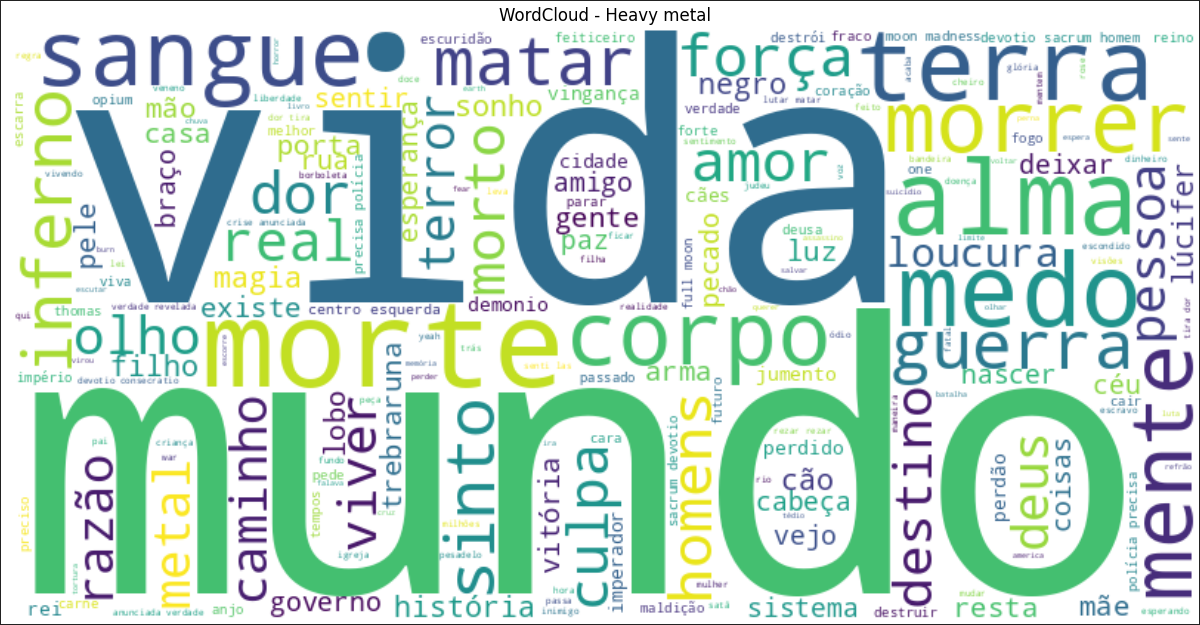 WordCloud - Heavy metal
sangue
matar
força
terra
vida
mundo
morte
corpo
morrer
alma
medo
guerra
loucura
amor
inferno
terror
morto
dor
real
olho
filho
sinto
culpa
homens
destino
mente
pessoa
lúcifer
razão
metal
caminho
viver
lobo
trebraruna
vitória
imperador
história
governo
sistema
resta
mãe
deus
coisas
perdão
cão
cabeça
vejo
perdido
jumento
arma
passado
futuro
nascer
céu
cair
escravo
escuridão
feiticeiro
vingança
sonho
sentir
esperança
porta
rua
melhor
dor tira
mão
casa
braço
pele
opium
magia
existe
viva
thomas
império
devotio consecratio
centro esquerda
demonio
verdade revelada
crise anunciada
precisa polícia
borboleta
liberdade
livro
veneno
chuva
horror
regra
escarra
vivendo
burn
lei
escutar
qui
virou
escorre
doce
earth
fear
leva
cidade
amigo
parar
gente
paz
ficar
filha
negro
verdade
coração
lutar matar
forte
sentimento
cães
judeu
voz
pecado
full moon
deusa
assassino
luz
salvar
chão
queria
realidade
ódio
destrói
fraco
moon madness
devotio sacrum
homem
reino
acaba
cheiro
glória
mentem
rosa
feito
perna
espera
sente
fogo
deixar
dinheiro
one
bandeira
voltar
doença
suicídio
limite
escondido
visões
olhar
fatal
tira dor
batalha
maneira
luta
refrão
polícia precisa
esperando
america
mudar
destruir
mulher
satã
maldição
sacrum devotio
rezar rezar
rio
tédio
cara
ira
hora
passa
inimigo
pesadelo
milhões
criar
igreja
tempos
falava
fundo
pede
peça
perder
memória
yeah
trás
senti las
criança
war
pai
preciso
tortura
rei
carne
anunciada verdade
anjo